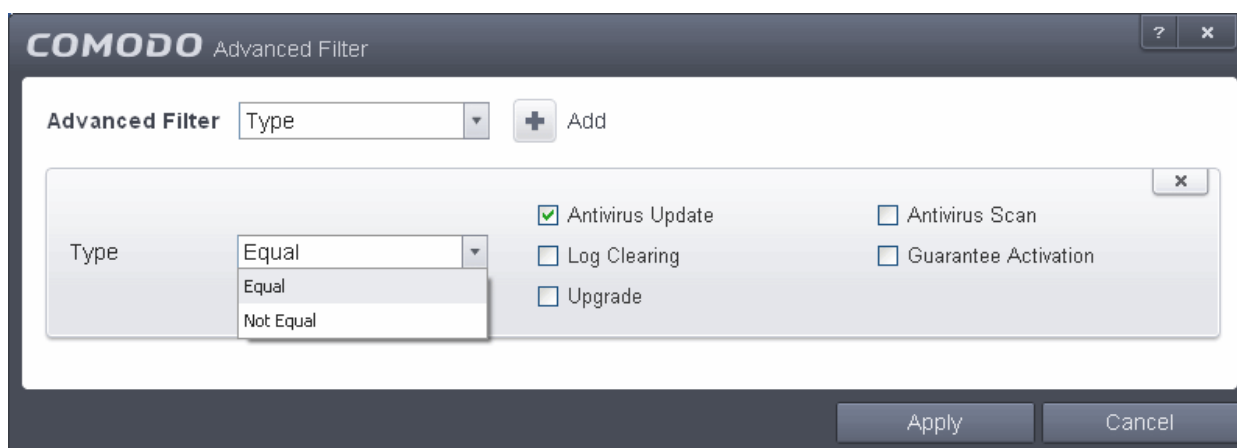 COMODO Advanced Filter
? x
Advanced Filter Type + Add
x
Antivirus Update Antivirus Scan
Type Equal Log Clearing Guarantee Activation
Equal
Upgrade
Not Equal
Apply Cancel